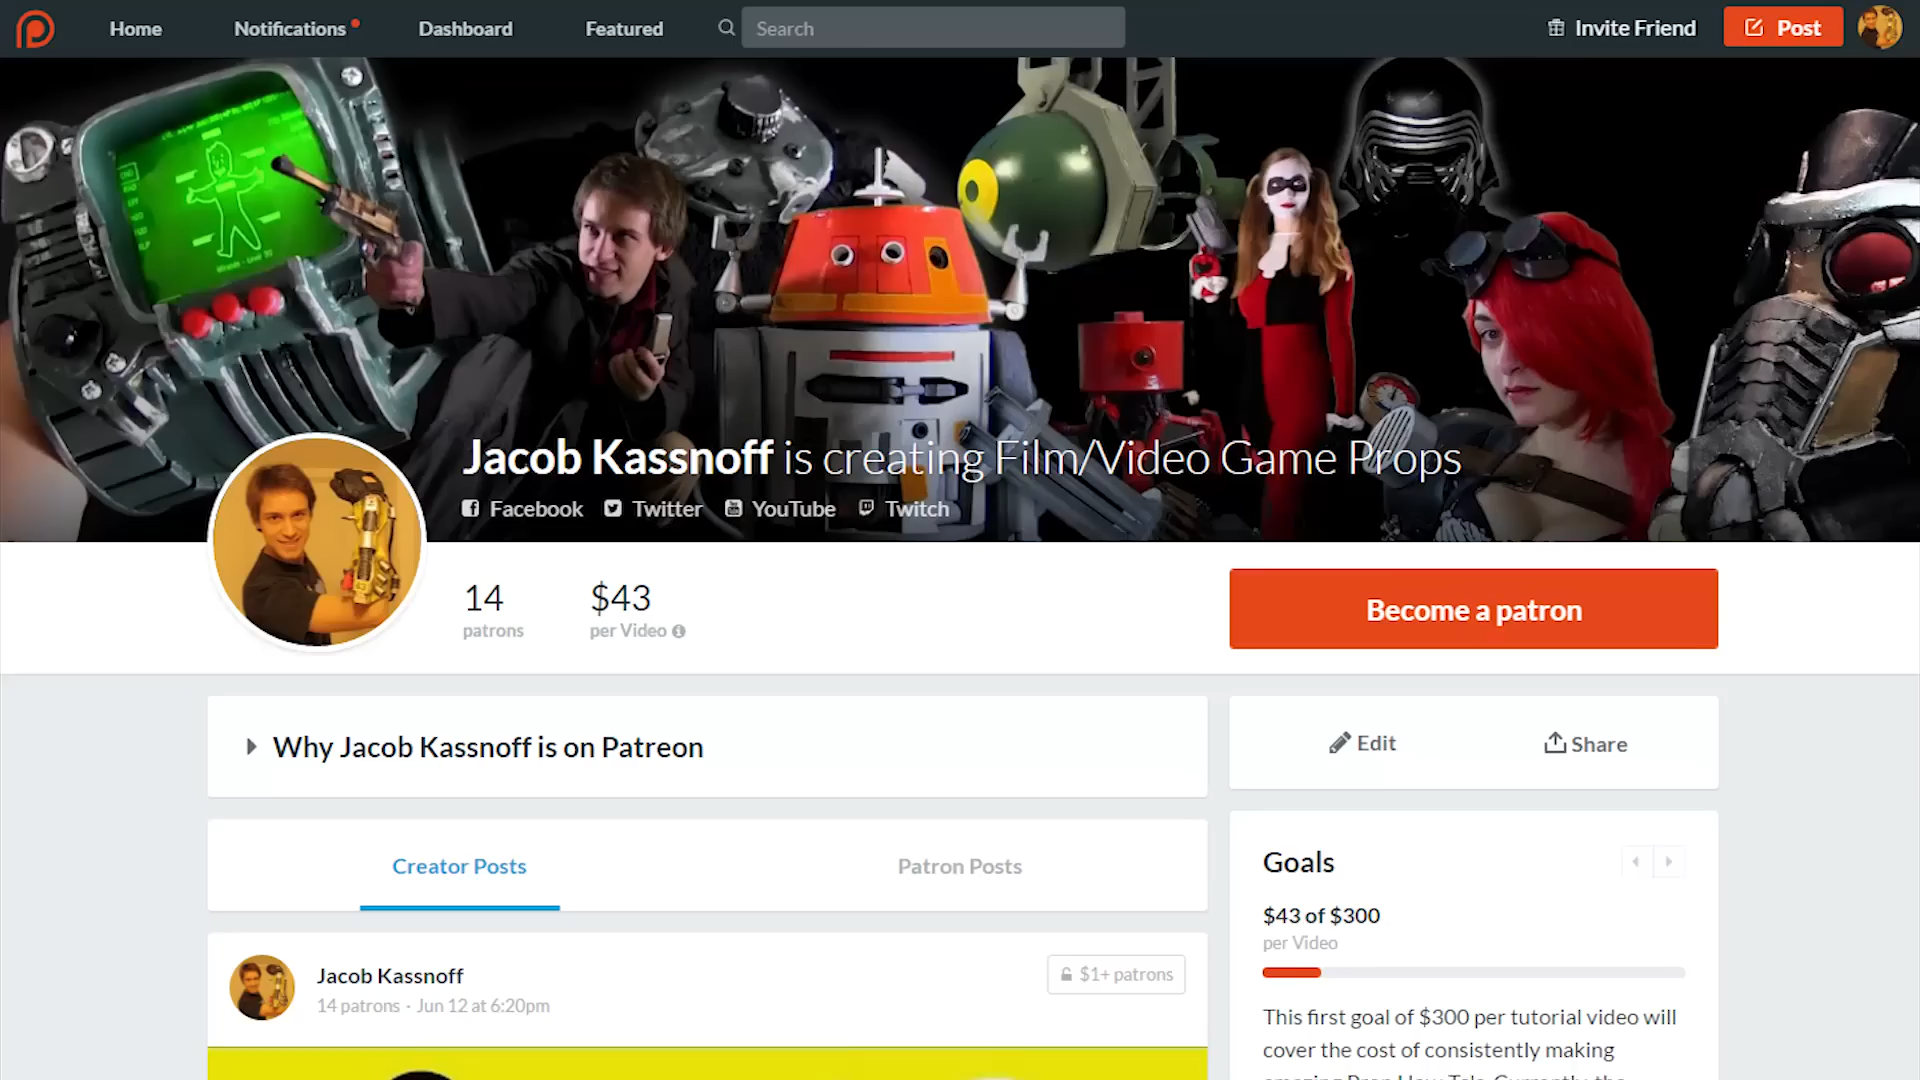 Home Notifications Dashboard Featured Search Invite Friend Post
Jacob Kassnoff is creating Film/Video Game Props
Facebook Twitter YouTube Twitch
14 $43
patrons per Video
Become a patron
Why Jacob Kassnoff is on Patreon
Edit Share
Creator Posts Patron Posts
Jacob Kassnoff
14 patrons · Jun 12 at 6:20pm
$1+ patrons
Goals
$43 of $300
per Video
This first goal of $300 per tutorial video will
cover the cost of consistently making